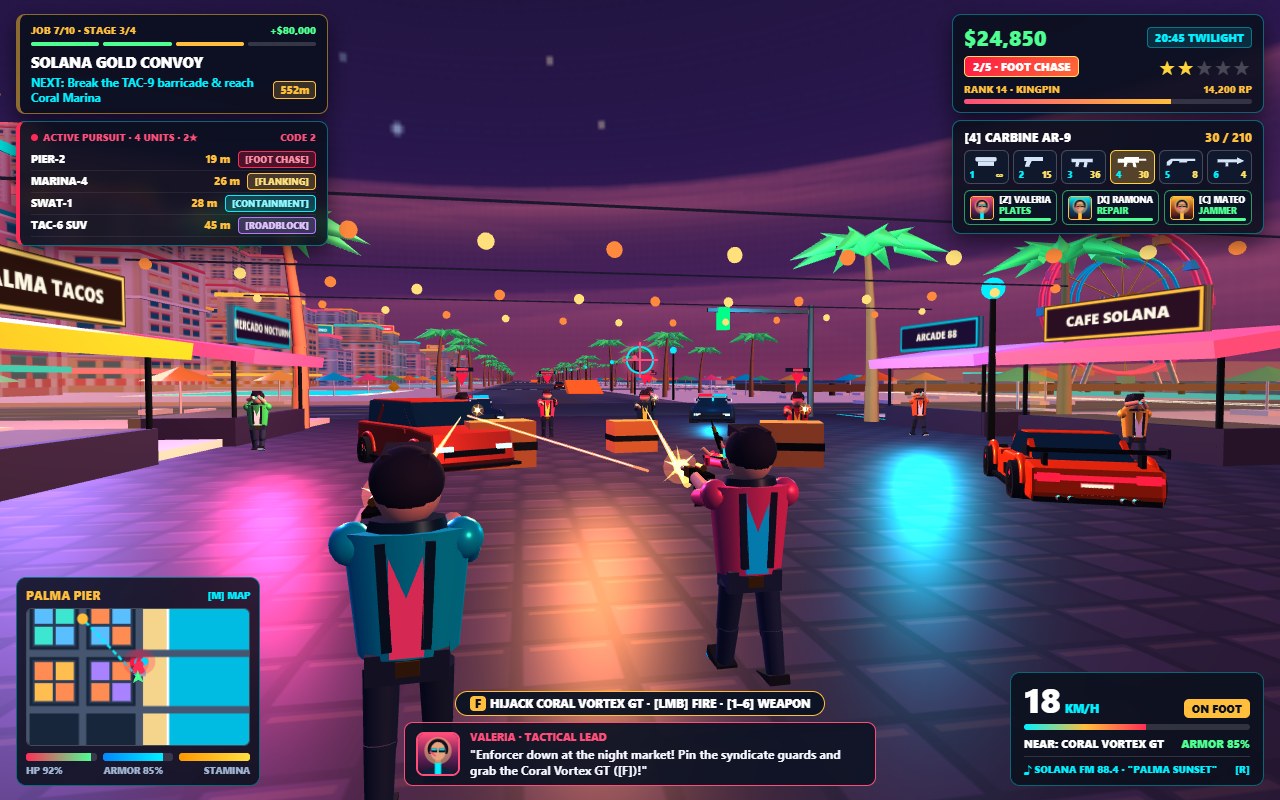 JOB 7/10 · STAGE 3/4 +$80,000
SOLANA GOLD CONVOY
NEXT: Break the TAC-9 barricade & reach
Coral Marina
552m
ACTIVE PURSUIT · 4 UNITS · 2★ CODE 2
PIER-2 19 m [FOOT CHASE]
MARINA-4 26 m [FLANKING]
SWAT-1 28 m [CONTAINMENT]
TAC-6 SUV 45 m [ROADBLOCK]
$24,850 20:45 TWILIGHT
2/5 · FOOT CHASE
RANK 14 · KINGPIN 14,200 RP
[4] CARBINE AR-9 30 / 210
1 ∞ 2 15 3 36 4 30 5 8 6 4
[Z] VALERIA
PLATES
[X] RAMONA
REPAIR
[C] MATEO
JAMMER
ALMA TACOS
MERCADO NOCTURN
ARCADE 88
CAFE SOLANA
PALMA PIER [M] MAP
HP 92% ARMOR 85% STAMINA
F HIJACK CORAL VORTEX GT · [LMB] FIRE · [1-6] WEAPON
VALERIA · TACTICAL LEAD
"Enforcer down at the night market! Pin the syndicate guards and
grab the Coral Vortex GT ([F])!"
18 KM/H ON FOOT
NEAR: CORAL VORTEX GT ARMOR 85%
♪ SOLANA FM 88.4 · "PALMA SUNSET" [R]